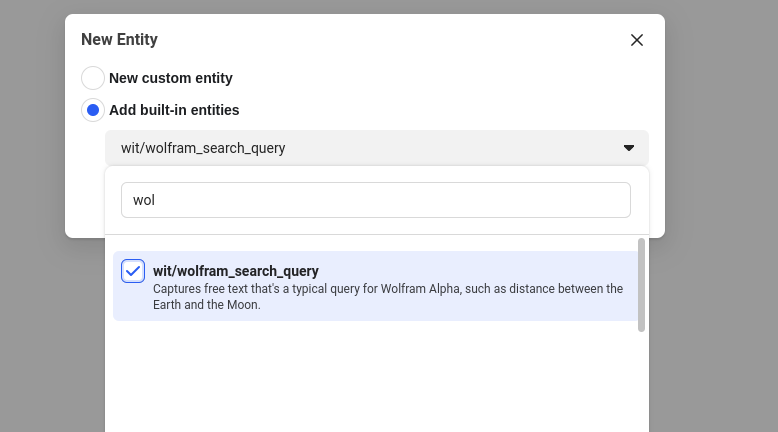 New Entity
New custom entity
Add built-in entities
wit/wolfram_search_query
wol
wit/wolfram_search_query
Captures free text that's a typical query for Wolfram Alpha, such as distance between the
Earth and the Moon.